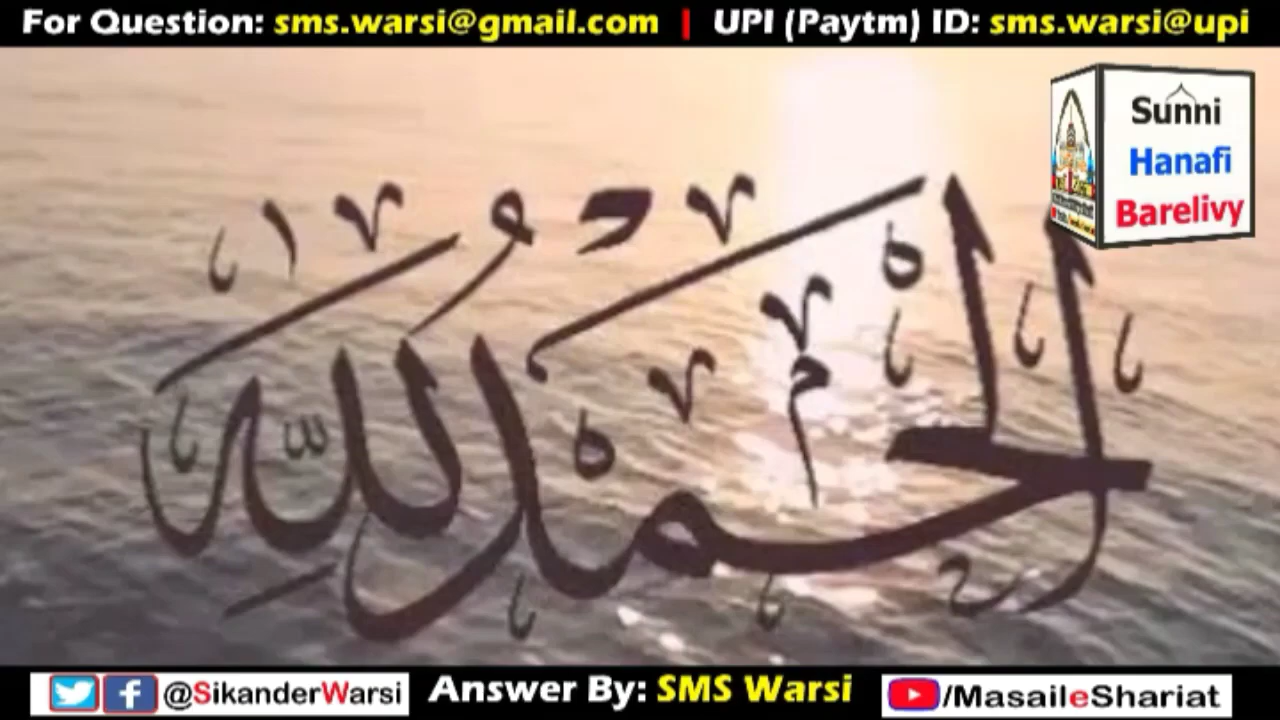 For Question: sms.warsi@gmail.com | UPI (Paytm) ID: sms.warsi@upi
Sunni
Hanafi
Barelivy
الْحَمْدُ لِلَّهِ
@SikanderWarsi
Answer By: SMS Warsi
/MasaileShariat